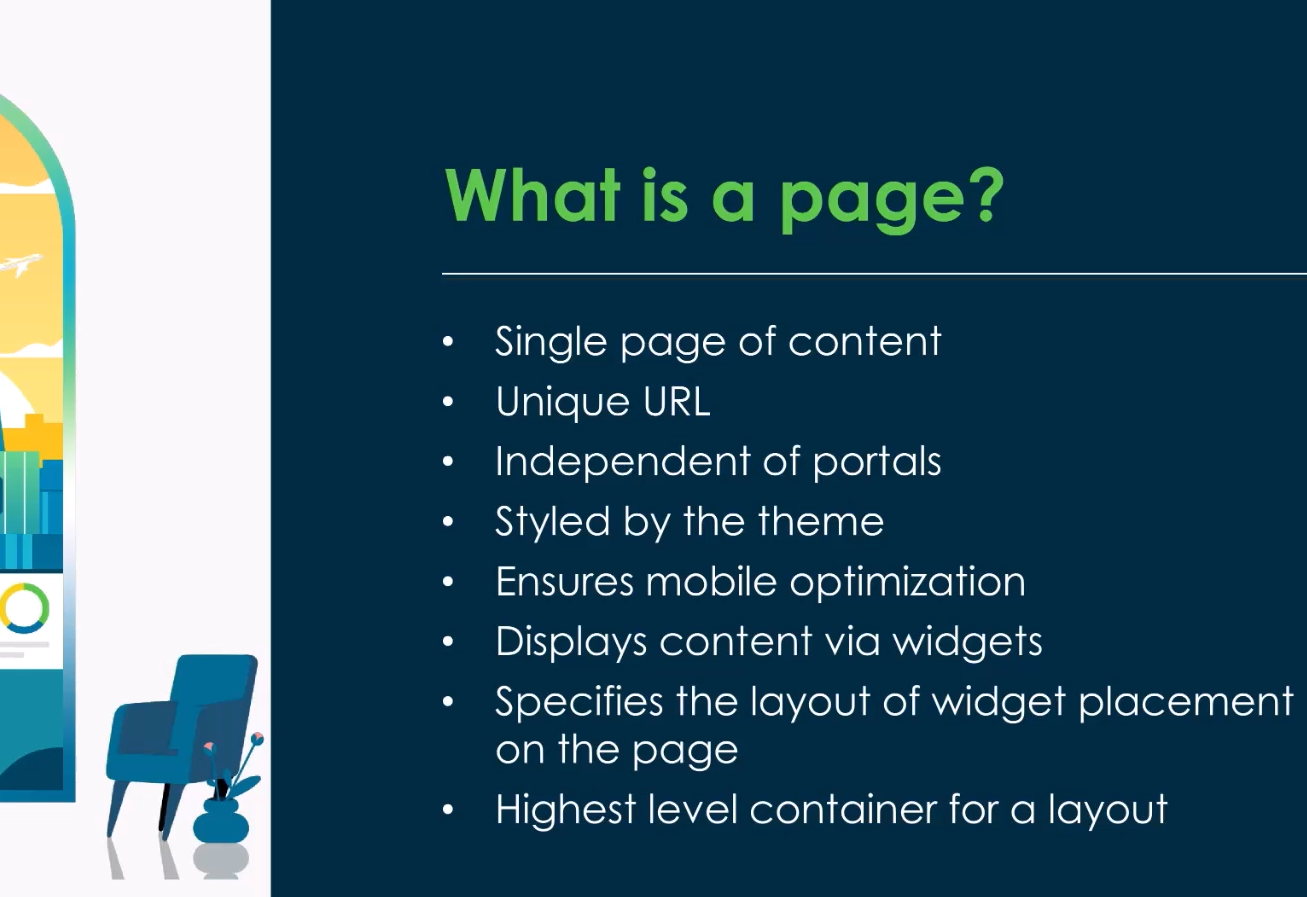 What is a page?
• Single page of content
• Unique URL
• Independent of portals
• Styled by the theme
• Ensures mobile optimization
• Displays content via widgets
• Specifies the layout of widget placement
on the page
• Highest level container for a layout